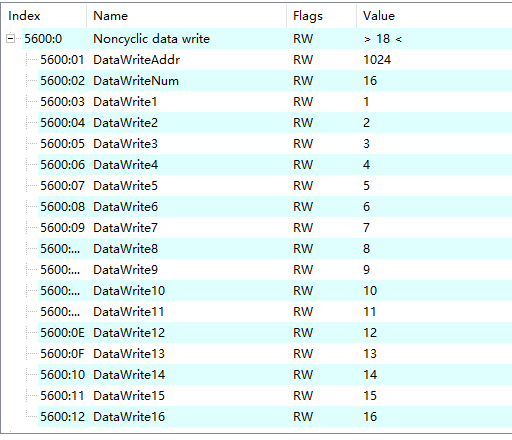 Index Name Flags Value
5600:0 Noncyclic data write RW > 18 <
5600:01 DataWriteAddr RW 1024
5600:02 DataWriteNum RW 16
5600:03 DataWrite1 RW 1
5600:04 DataWrite2 RW 2
5600:05 DataWrite3 RW 3
5600:06 DataWrite4 RW 4
5600:07 DataWrite5 RW 5
5600:08 DataWrite6 RW 6
5600:09 DataWrite7 RW 7
5600:... DataWrite8 RW 8
5600:... DataWrite9 RW 9
5600:... DataWrite10 RW 10
5600:... DataWrite11 RW 11
5600:0E DataWrite12 RW 12
5600:0F DataWrite13 RW 13
5600:10 DataWrite14 RW 14
5600:11 DataWrite15 RW 15
5600:12 DataWrite16 RW 16